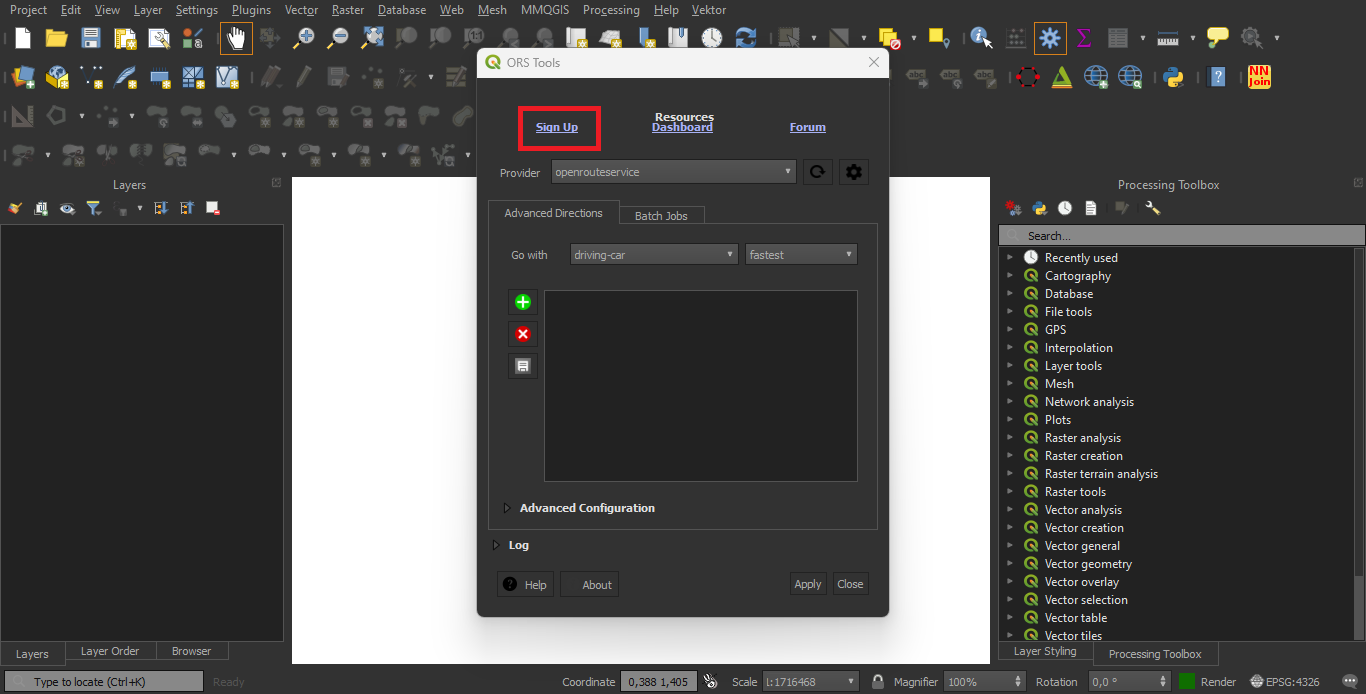 Project Edit View Layer Settings Plugins Vector Raster Database Web Mesh MMQGIS Processing Help Vektor
NN
Join
ORS Tools
Resources
Sign Up Dashboard Forum
Provider openrouteservice
Advanced Directions Batch Jobs
Go with driving-car fastest
Advanced Configuration
Log
Help About Apply Close
Layers
Layers Layer Order Browser
Processing Toolbox
Search...
Recently used
Cartography
Database
File tools
GPS
Interpolation
Layer tools
Mesh
Network analysis
Plots
Raster analysis
Raster creation
Raster terrain analysis
Raster tools
Vector analysis
Vector creation
Vector general
Vector geometry
Vector overlay
Vector selection
Vector table
Vector tiles
Layer Styling Processing Toolbox
Type to locate (Ctrl+K) Ready Coordinate 0,388 1,405 Scale 1:1716468 Magnifier 100% Rotation 0,0 ° Render EPSG:4326